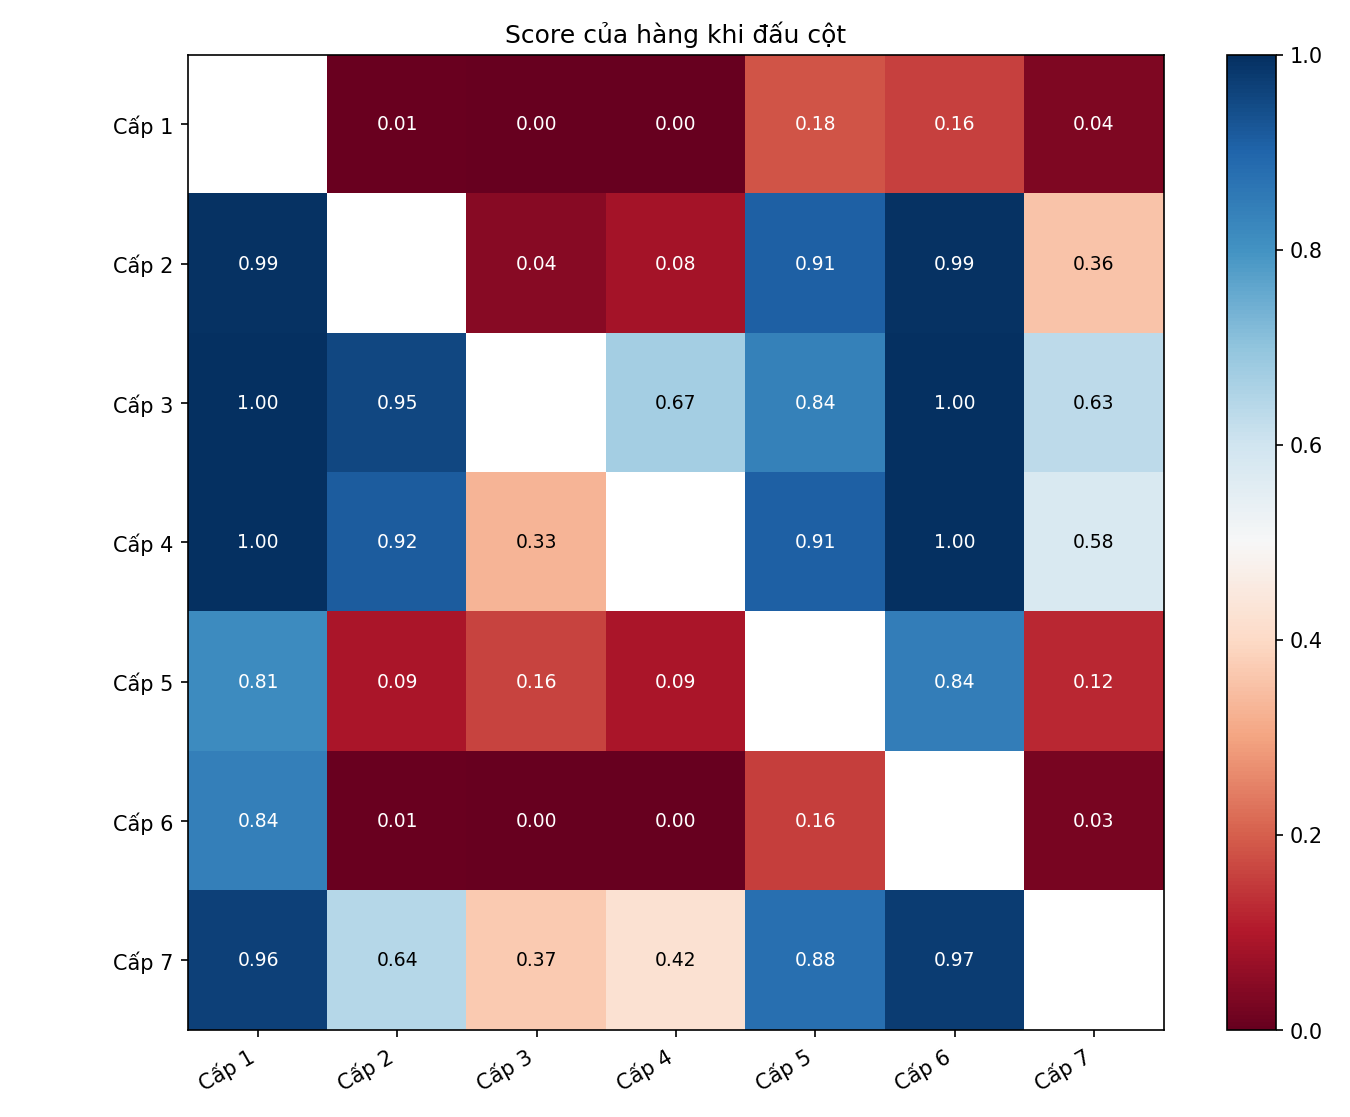 Score của hàng khi đấu cột
Cấp 1 0.01 0.00 0.00 0.18 0.16 0.04
Cấp 2 0.99 0.04 0.08 0.91 0.99 0.36
Cấp 3 1.00 0.95 0.67 0.84 1.00 0.63
Cấp 4 1.00 0.92 0.33 0.91 1.00 0.58
Cấp 5 0.81 0.09 0.16 0.09 0.84 0.12
Cấp 6 0.84 0.01 0.00 0.00 0.16 0.03
Cấp 7 0.96 0.64 0.37 0.42 0.88 0.97
Cấp 1 Cấp 2 Cấp 3 Cấp 4 Cấp 5 Cấp 6 Cấp 7
1.0
0.8
0.6
0.4
0.2
0.0